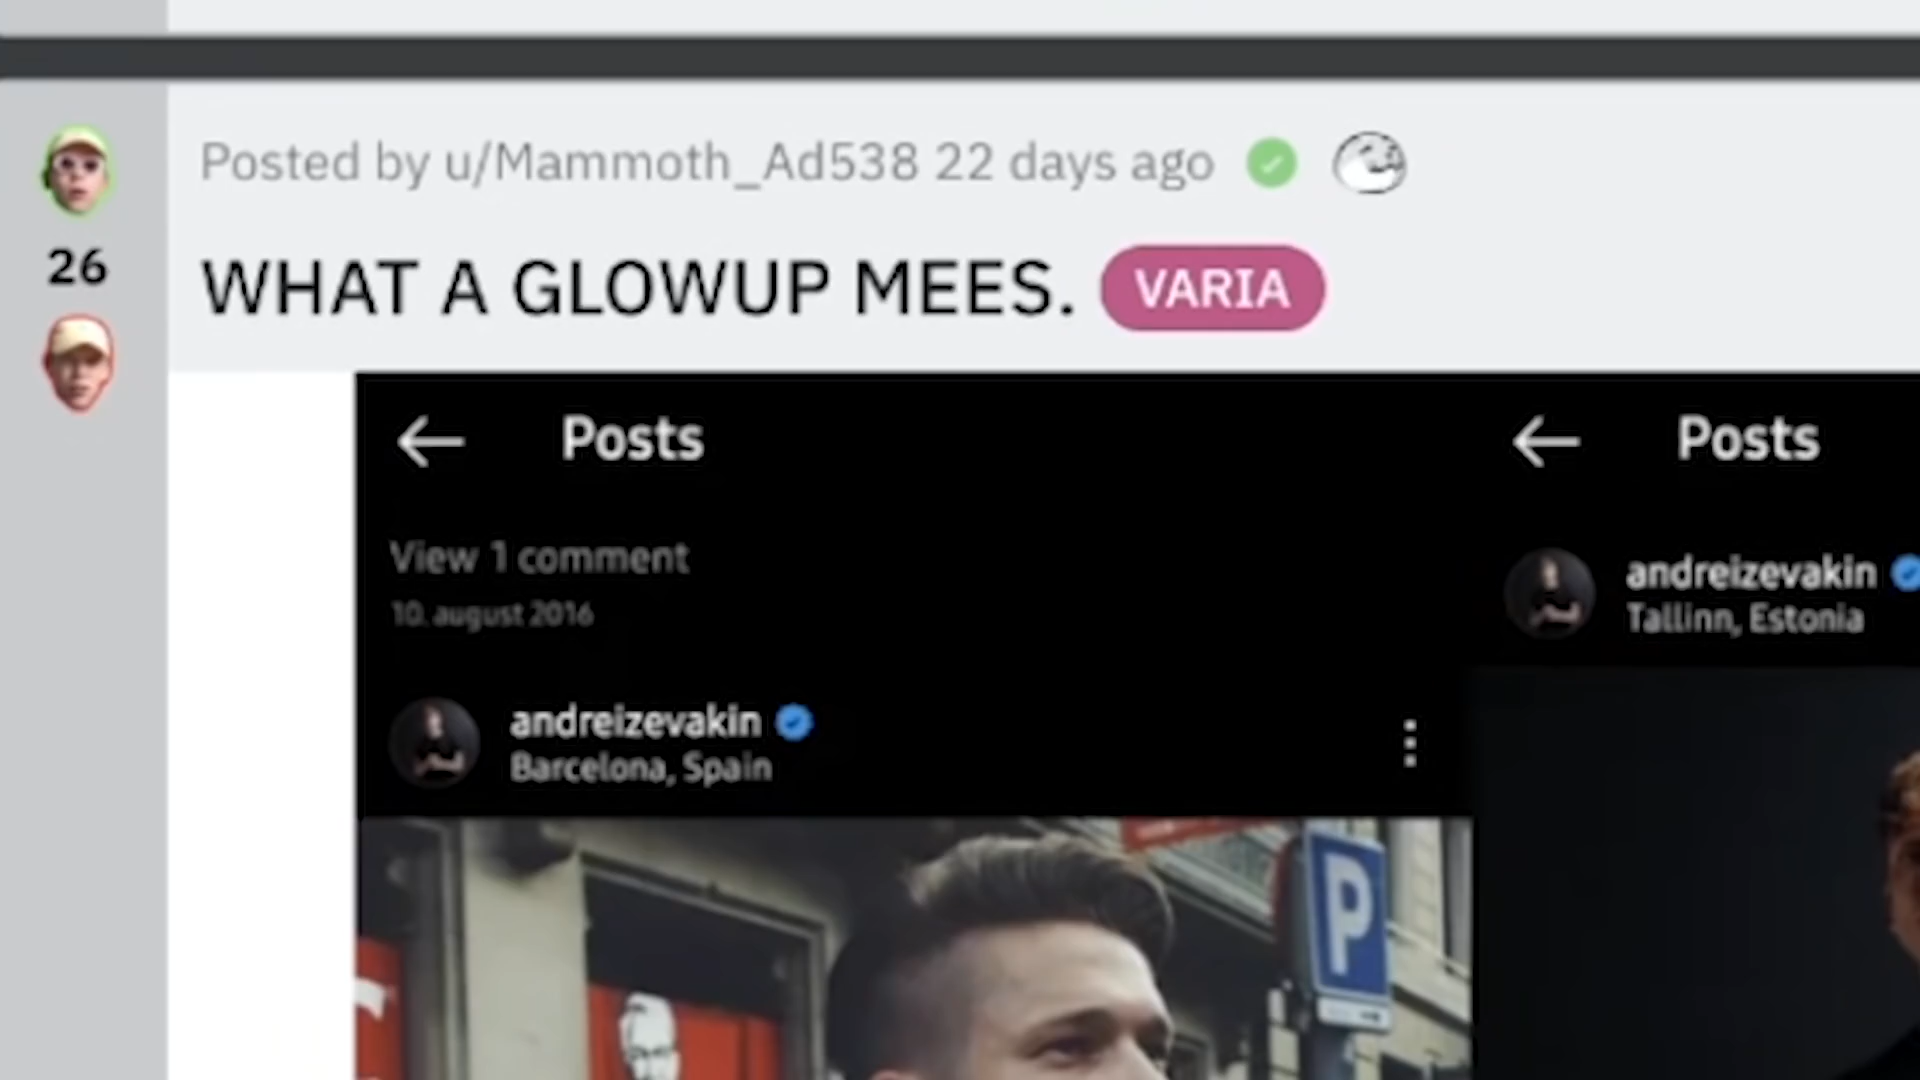 Posted by u/Mammoth_Ad538 22 days ago
26
WHAT A GLOWUP MEES. VARIA
Posts
View 1 comment
10. august 2016
andreizevakin
Barcelona, Spain
P
Posts
andreizevakin
Tallinn, Estonia